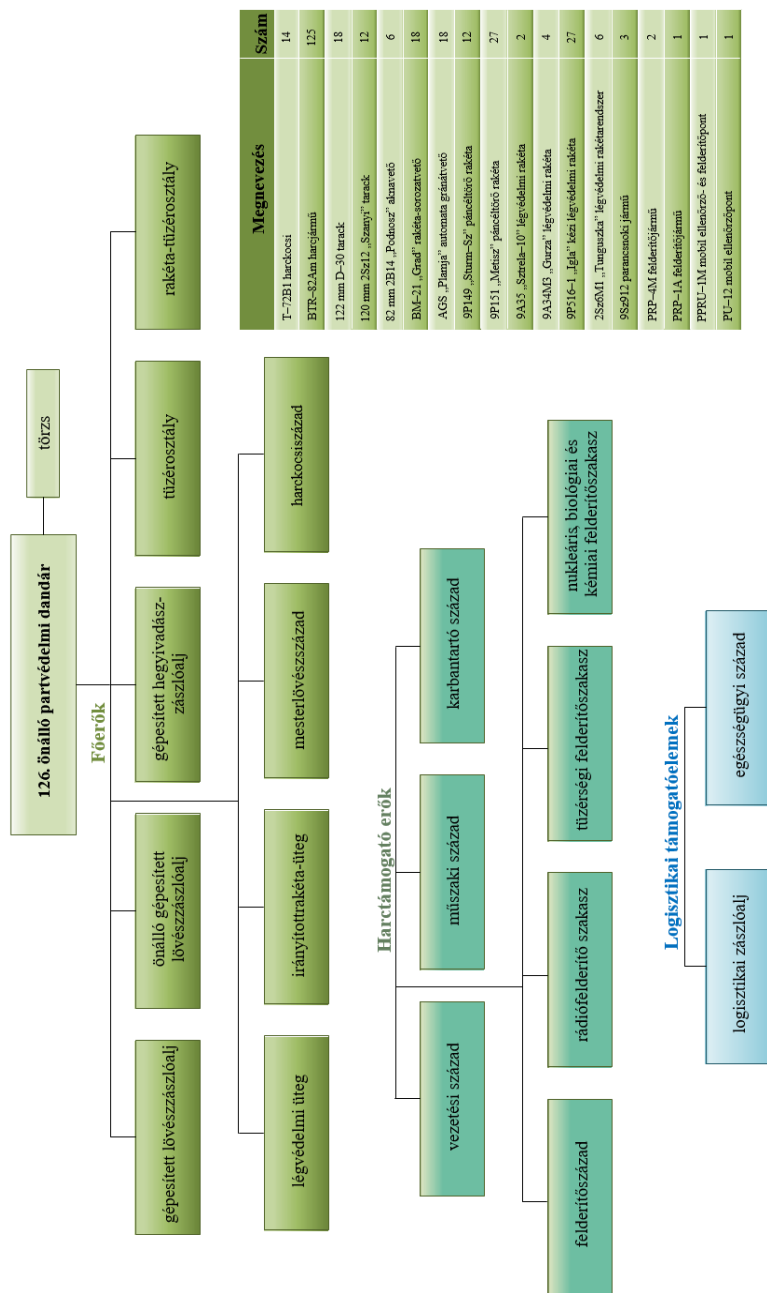 126. önálló partvédelmi dandár
törzs
Főerők
gépesített lövészzászlóalj
önálló gépesített
lövészzászlóalj
gépesített hegyivadász-
zászlóalj
tüzérosztály
rakéta-tüzérosztály
légvédelmi üteg
irányítottrakéta-üteg
mesterlövészszázad
harckocsiszázad
Harctámogató erők
vezetési század
műszaki század
karbantartó század
felderítőszázad
rádiófelderítő szakasz
tüzérségi felderítőszakasz
nukleáris, biológiai és
kémiai felderítőszakasz
Logisztikai támogatóelemek
logisztikai zászlóalj
egészségügyi század
Megnevezés Szám
T–72B1 harckocsi 14
BTR–82Am harcjármű 125
122 mm D–30 tarack 18
120 mm 2Sz12 „Szanyi” tarack 12
82 mm 2B14 „Podnosz” aknavető 6
BM–21 „Grad” rakéta-sorozatvető 18
AGS „Plamja” automata gránátvető 18
9P149 „Sturm–Sz” páncéltörő rakéta 12
9P151 „Metisz” páncéltörő rakéta 27
9A35 „Sztrela–10” légvédelmi rakéta 2
9A34M3 „Gurza” légvédelmi rakéta 4
9P516–1 „Igla” kézi légvédelmi rakéta 27
2Sz6M1 „Tunguszka” légvédelmi rakétarendszer 6
9Sz912 parancsnoki jármű 3
PRP–4M felderítőjármű 2
PRP–1A felderítőjármű 1
PPRU–1M mobil ellenőrző- és felderítőpont 1
PU–12 mobil ellenőrzőpont 1